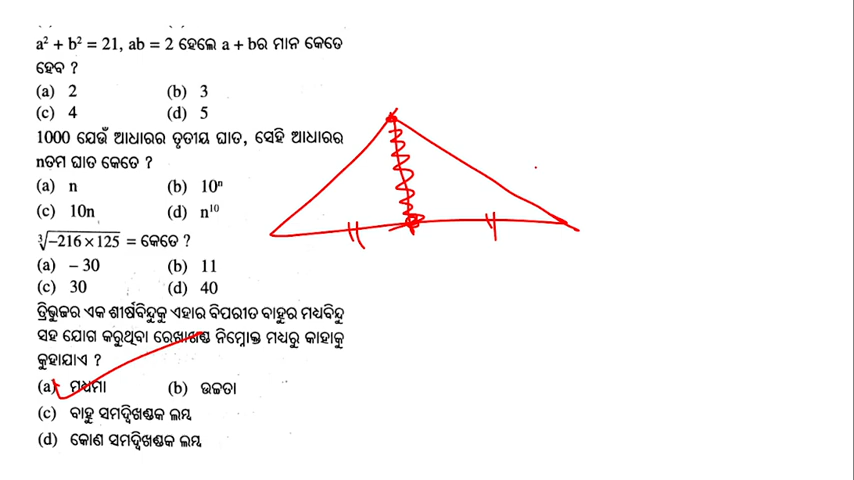 a² + b² = 21, ab = 2 ହେଲେ a + bର ମାନ କେତେ
ହେବ ?
(a) 2 (b) 3
(c) 4 (d) 5
1000 ଯେଉଁ ଆଧାରର ତୃତୀୟ ଘାତ, ସେହି ଆଧାରର
nତମ ଘାତ କେତେ ?
(a) n (b) 10ⁿ
(c) 10n (d) n¹⁰
∛−216 × 125 = କେତେ ?
(a) – 30 (b) 11
(c) 30 (d) 40
ତ୍ରିଭୁଜର ଏକ ଶୀର୍ଷବିନ୍ଦୁକୁ ଏହାର ବିପରୀତ ବାହୁର ମଧ୍ୟବିନ୍ଦୁ
ସହ ଯୋଗ କରୁଥିବା ରେଖାଖଣ୍ଡ ନିମ୍ନୋକ୍ତ ମଧ୍ୟରୁ କାହାକୁ
କୁହାଯାଏ ?
(a) ମଧ୍ୟମା (b) ଉଚ୍ଚତା
(c) ବାହୁ ସମଦ୍ବିଖଣ୍ଡକ ଲମ୍ବ
(d) କୋଣ ସମଦ୍ବିଖଣ୍ଡକ ଲମ୍ବ